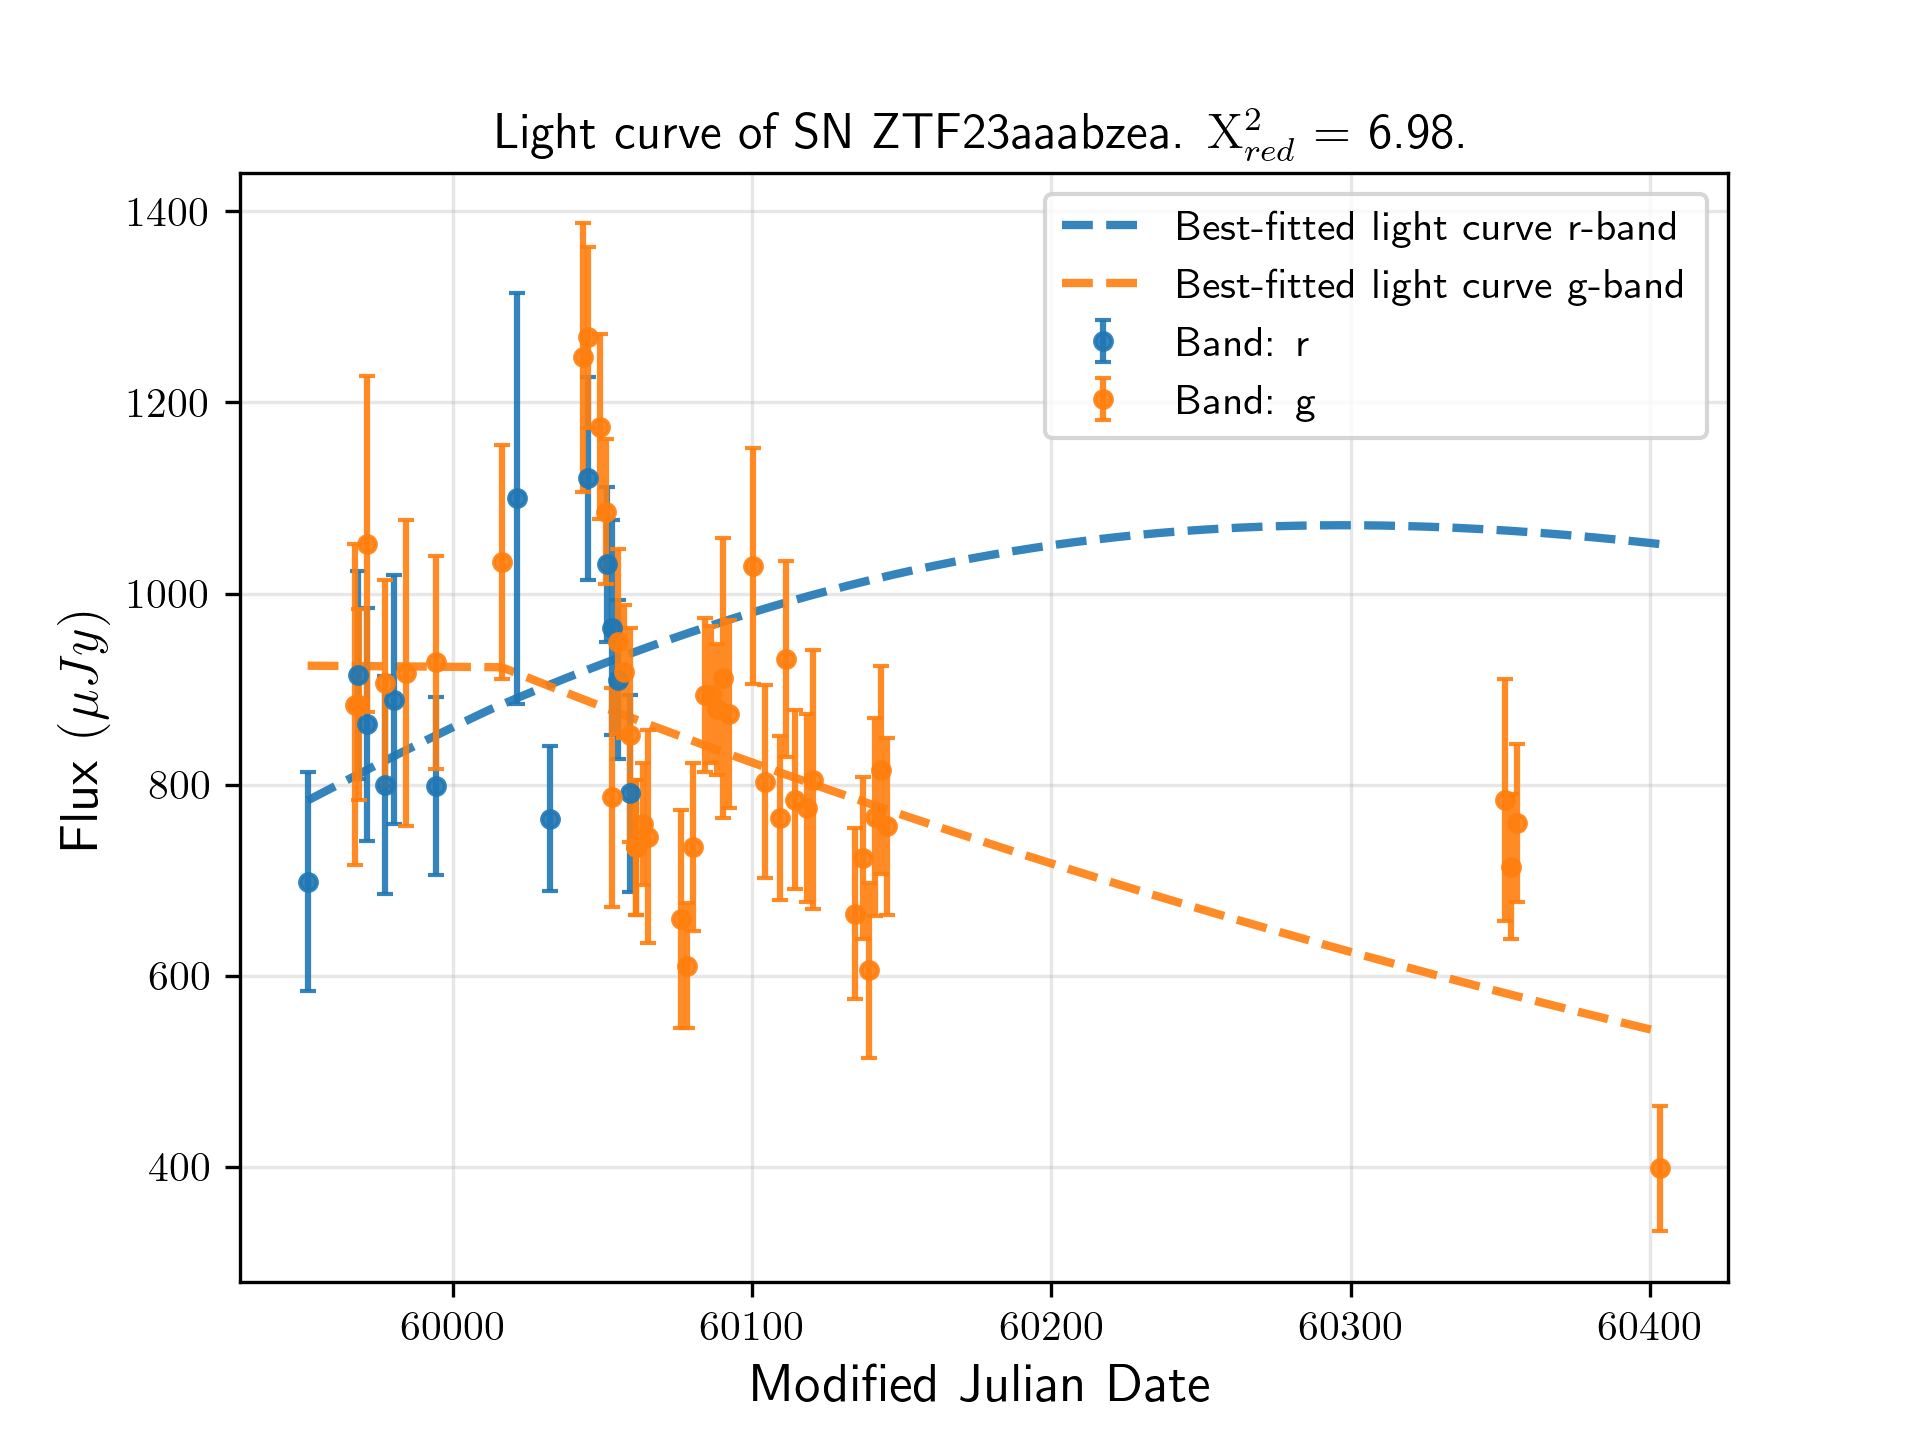 Light curve of SN ZTF23aaabzea. X²_red = 6.98.
Best-fitted light curve r-band
Best-fitted light curve g-band
Band: r
Band: g
1400
1200
1000
800
600
400
Flux (μJy)
60000 60100 60200 60300 60400
Modified Julian Date